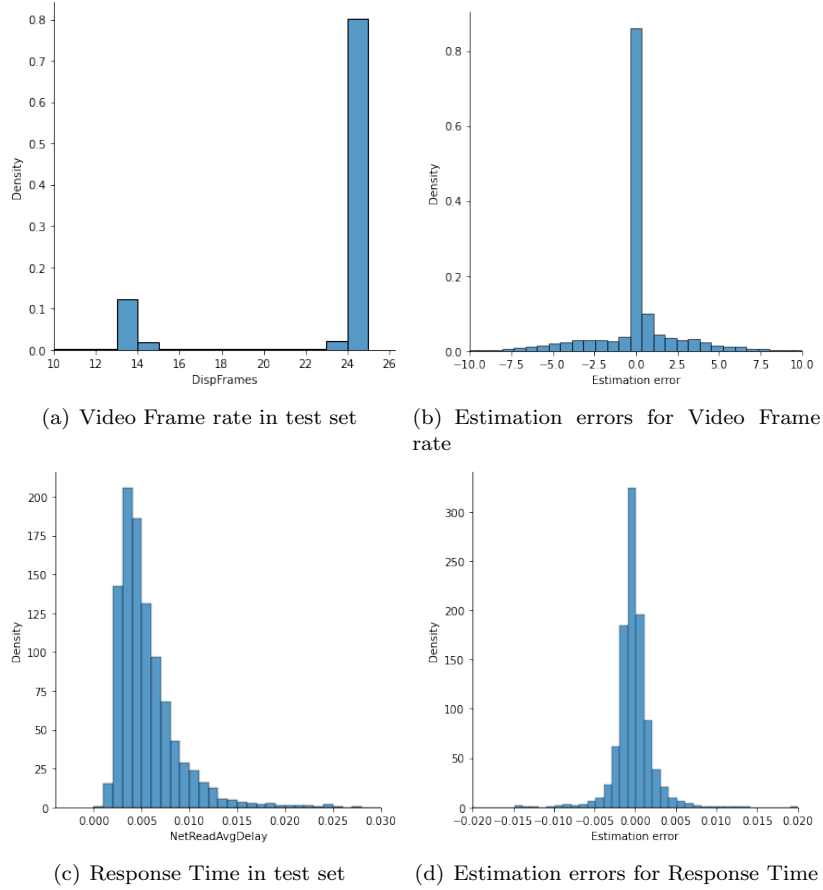 0.8
0.7
0.6
0.5
0.4
0.3
0.2
0.1
0.0
Density
10 12 14 16 18 20 22 24 26
DispFrames
(a) Video Frame rate in test set
0.8
0.6
0.4
0.2
0.0
Density
−10.0 −7.5 −5.0 −2.5 0.0 2.5 5.0 7.5 10.0
Estimation error
(b) Estimation errors for Video Frame
rate
200
175
150
125
100
75
50
25
0
Density
0.000 0.005 0.010 0.015 0.020 0.025 0.030
NetReadAvgDelay
(c) Response Time in test set
300
250
200
150
100
50
0
Density
−0.020 −0.015 −0.010 −0.005 0.000 0.005 0.010 0.015 0.020
Estimation error
(d) Estimation errors for Response Time